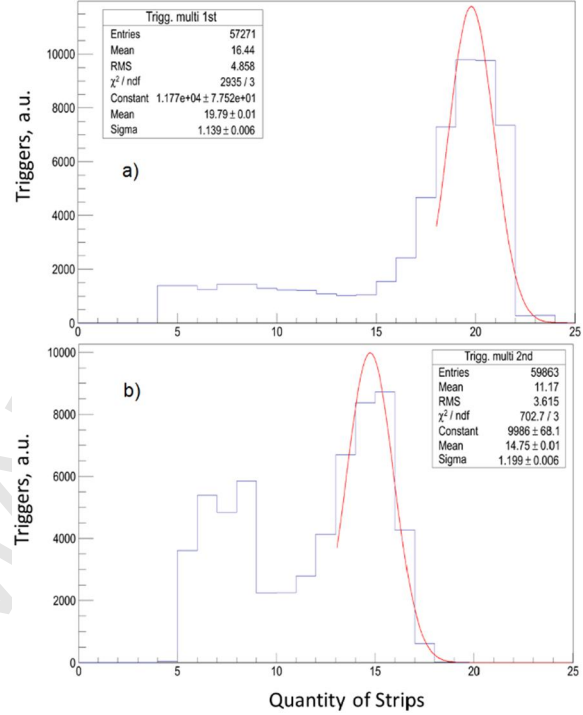 Trigg. multi 1st
Entries 57271
Mean 16.44
RMS 4.858
χ² / ndf 2935 / 3
Constant 1.177e+04 ± 7.752e+01
Mean 19.79 ± 0.01
Sigma 1.139 ± 0.006
a)
Triggers, a.u.
10000
8000
6000
4000
2000
0
0 5 10 15 20 25
Trigg. multi 2nd
Entries 59863
Mean 11.17
RMS 3.615
χ² / ndf 702.7 / 3
Constant 9986 ± 68.1
Mean 14.75 ± 0.01
Sigma 1.199 ± 0.006
b)
Triggers, a.u.
10000
8000
6000
4000
2000
0
0 5 10 15 20 25
Quantity of Strips